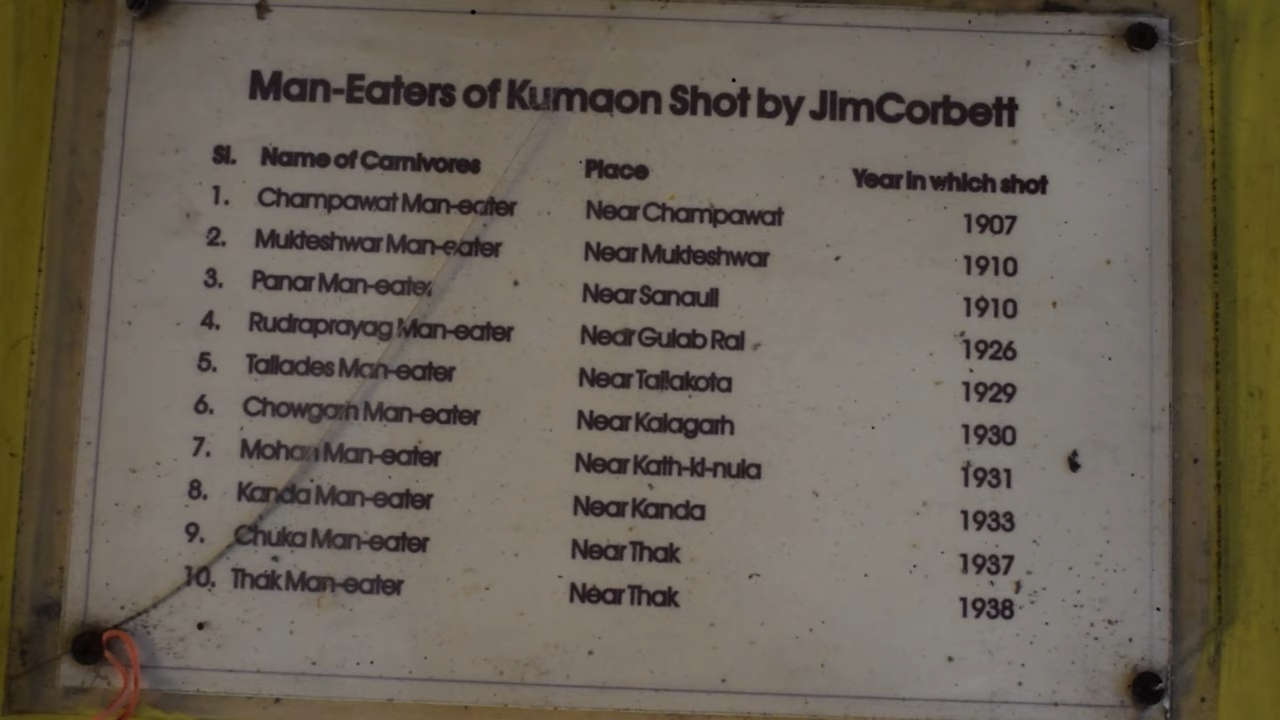 Man-Eaters of Kumaon Shot by JimCorbett
Sl. Name of Carnivores Place Year in which shot
1. Champawat Man-eater Near Champawat 1907
2. Mukteshwar Man-eater Near Mukteshwar 1910
3. Panar Man-eater Near Sanauli 1910
4. Rudraprayag Man-eater Near Gulab Rai 1926
5. Tallades Man-eater Near Tallakota 1929
6. Chowgarh Man-eater Near Kalagarh 1930
7. Mohan Man-eater Near Kath-ki-nula 1931
8. Kanda Man-eater Near Kanda 1933
9. Chuka Man-eater Near Thak 1937
10. Thak Man-eater Near Thak 1938